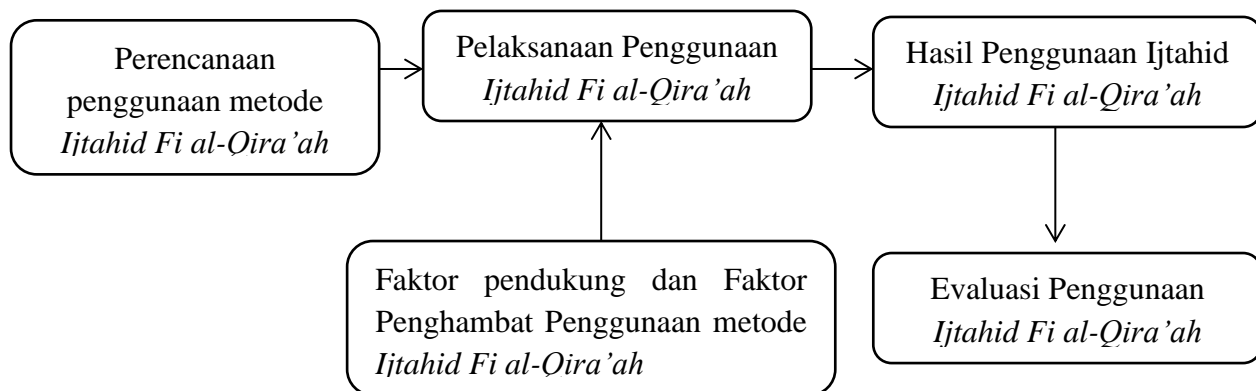 Perencanaan
penggunaan metode
Ijtahid Fi al-Qira’ah
Pelaksanaan Penggunaan
Ijtahid Fi al-Qira’ah
Hasil Penggunaan Ijtahid
Ijtahid Fi al-Qira’ah
Faktor pendukung dan Faktor
Penghambat Penggunaan metode
Ijtahid Fi al-Qira’ah
Evaluasi Penggunaan
Ijtahid Fi al-Qira’ah